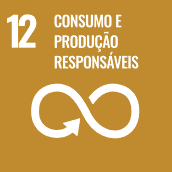 12 CONSUMO E
PRODUÇÃO
RESPONSÁVEIS